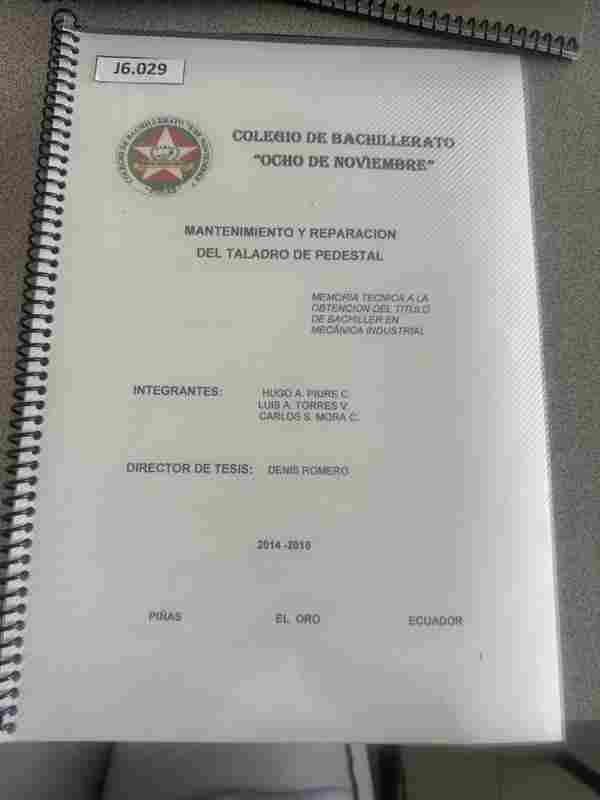 J6.029
COLEGIO DE BACHILLERATO
"OCHO DE NOVIEMBRE"
MANTENIMIENTO Y REPARACION
DEL TALADRO DE PEDESTAL
MEMORIA TECNICA A LA
OBTENCION DEL TITULO
DE BACHILLER EN
MECÁNICA INDUSTRIAL
INTEGRANTES: HUGO A. PIURE C.
LUIS A. TORRES V.
CARLOS S. MORA C.
DIRECTOR DE TESIS: DENIS ROMERO
PIÑAS EL ORO ECUADOR